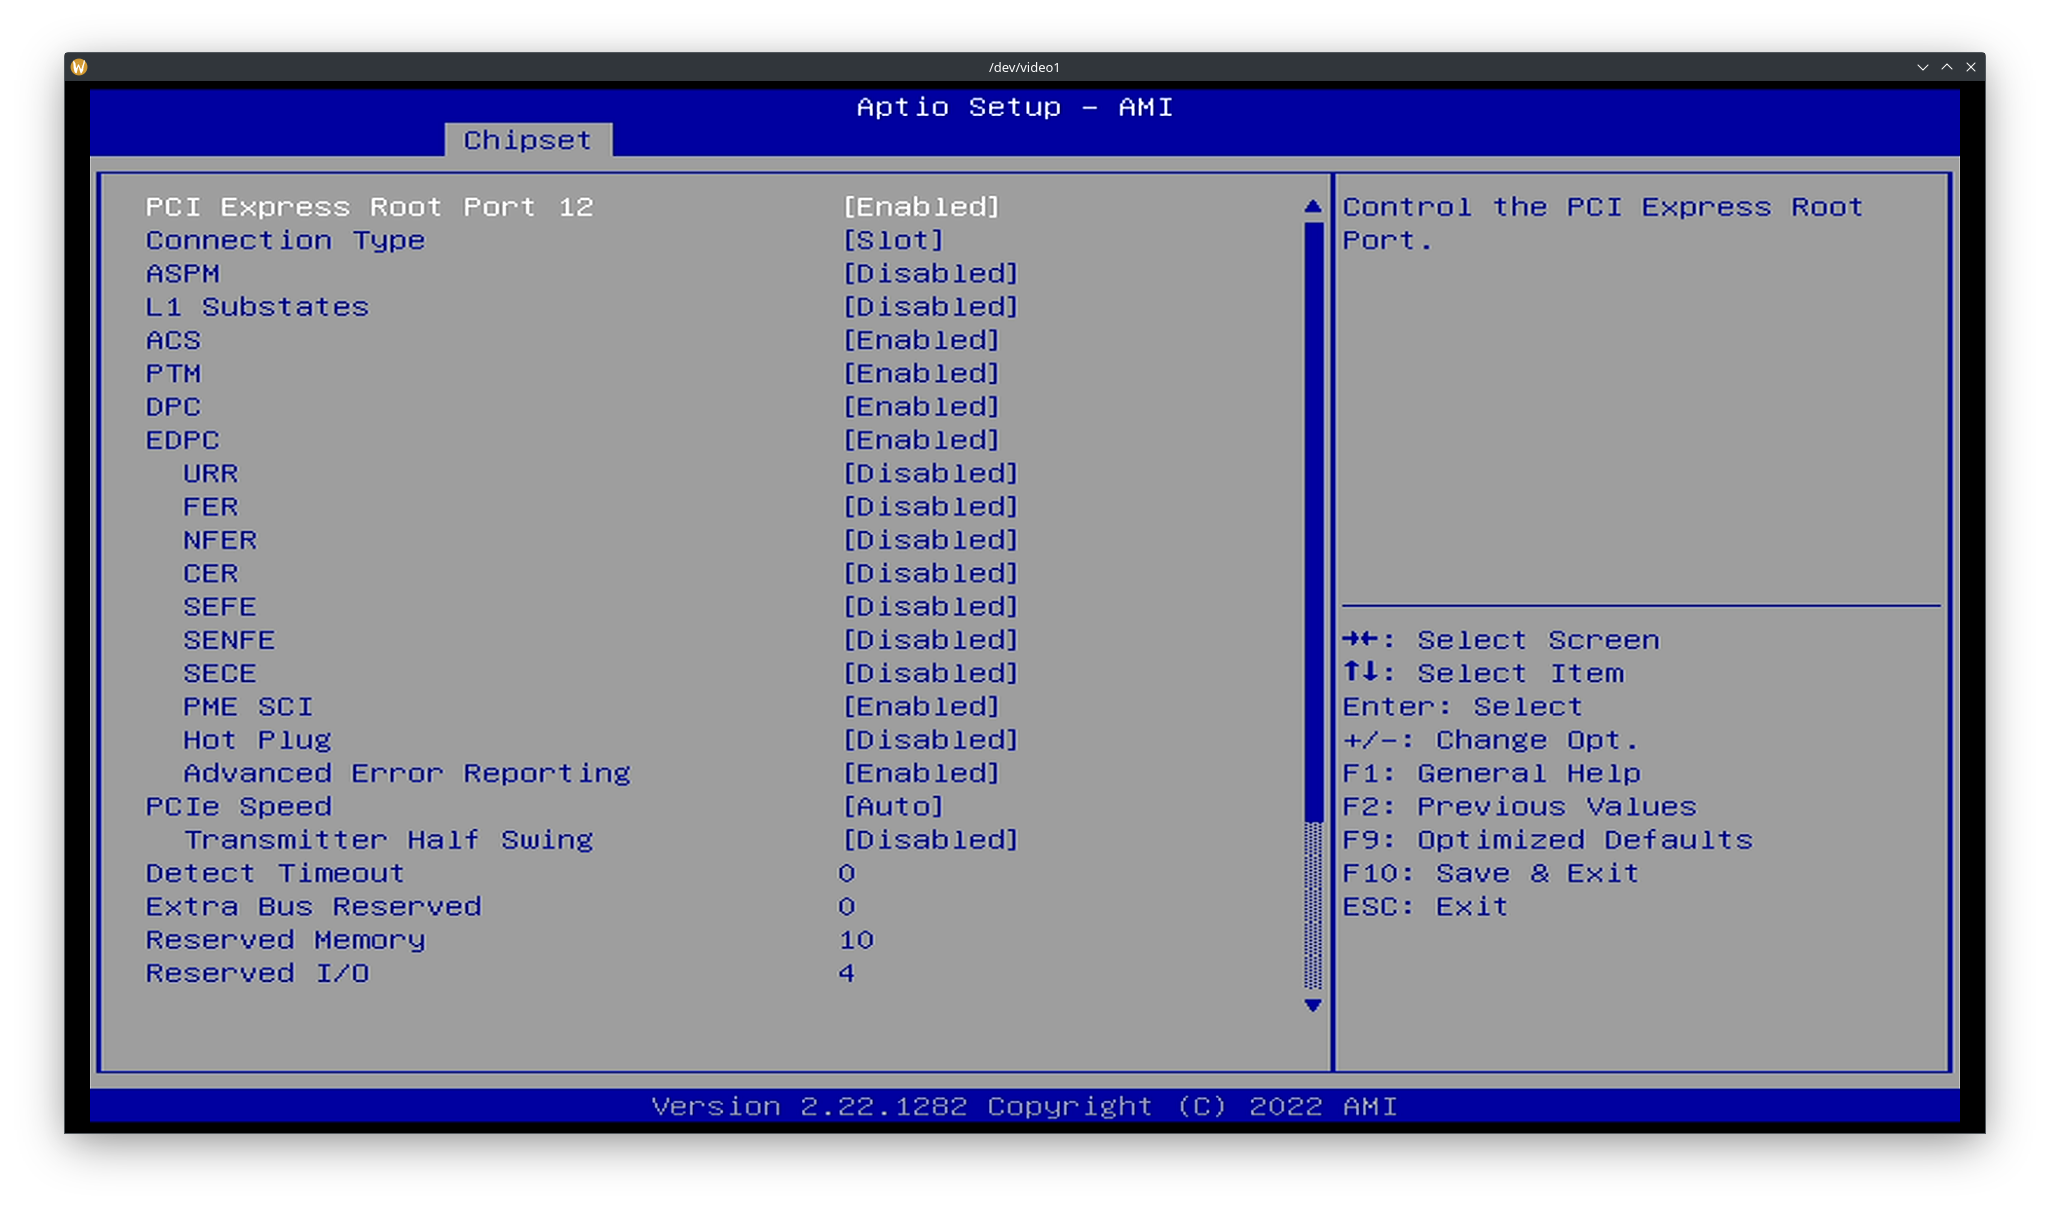 /dev/video1
Aptio Setup – AMI
Chipset
PCI Express Root Port 12 [Enabled]
Connection Type [Slot]
ASPM [Disabled]
L1 Substates [Disabled]
ACS [Enabled]
PTM [Enabled]
DPC [Enabled]
EDPC [Enabled]
URR [Disabled]
FER [Disabled]
NFER [Disabled]
CER [Disabled]
SEFE [Disabled]
SENFE [Disabled]
SECE [Disabled]
PME SCI [Enabled]
Hot Plug [Disabled]
Advanced Error Reporting [Enabled]
PCIe Speed [Auto]
Transmitter Half Swing [Disabled]
Detect Timeout 0
Extra Bus Reserved 0
Reserved Memory 10
Reserved I/O 4
Control the PCI Express Root
Port.
→←: Select Screen
↑↓: Select Item
Enter: Select
+/-: Change Opt.
F1: General Help
F2: Previous Values
F9: Optimized Defaults
F10: Save & Exit
ESC: Exit
Version 2.22.1282 Copyright (C) 2022 AMI